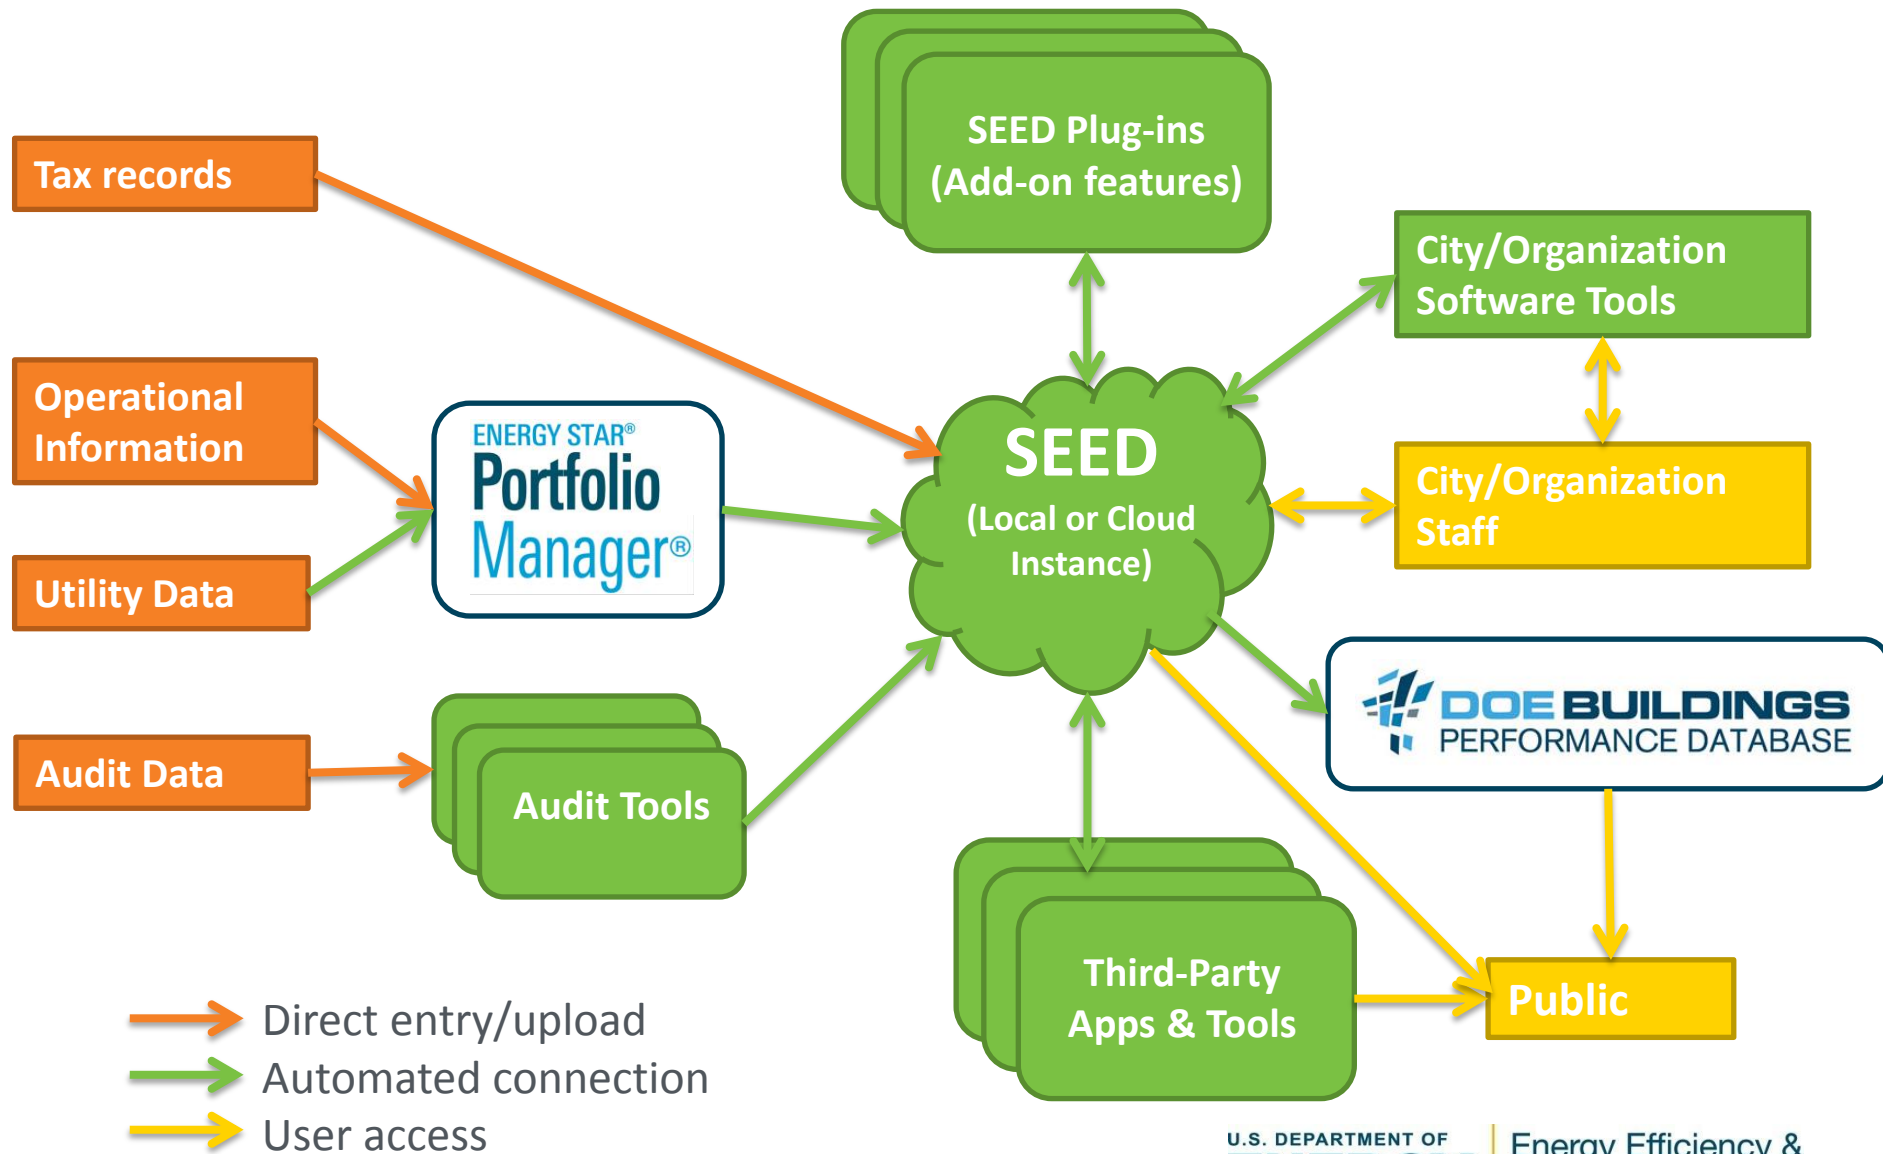 SEED Plug-ins
(Add-on features)
Tax records
City/Organization
Software Tools
Operational
Information
ENERGY STAR®
Portfolio
Manager®
SEED
(Local or Cloud
Instance)
City/Organization
Staff
Utility Data
DOE BUILDINGS
PERFORMANCE DATABASE
Audit Data
Audit Tools
Third-Party
Apps & Tools
Public
Direct entry/upload
Automated connection
User access
U.S. DEPARTMENT OF
Energy Efficiency &